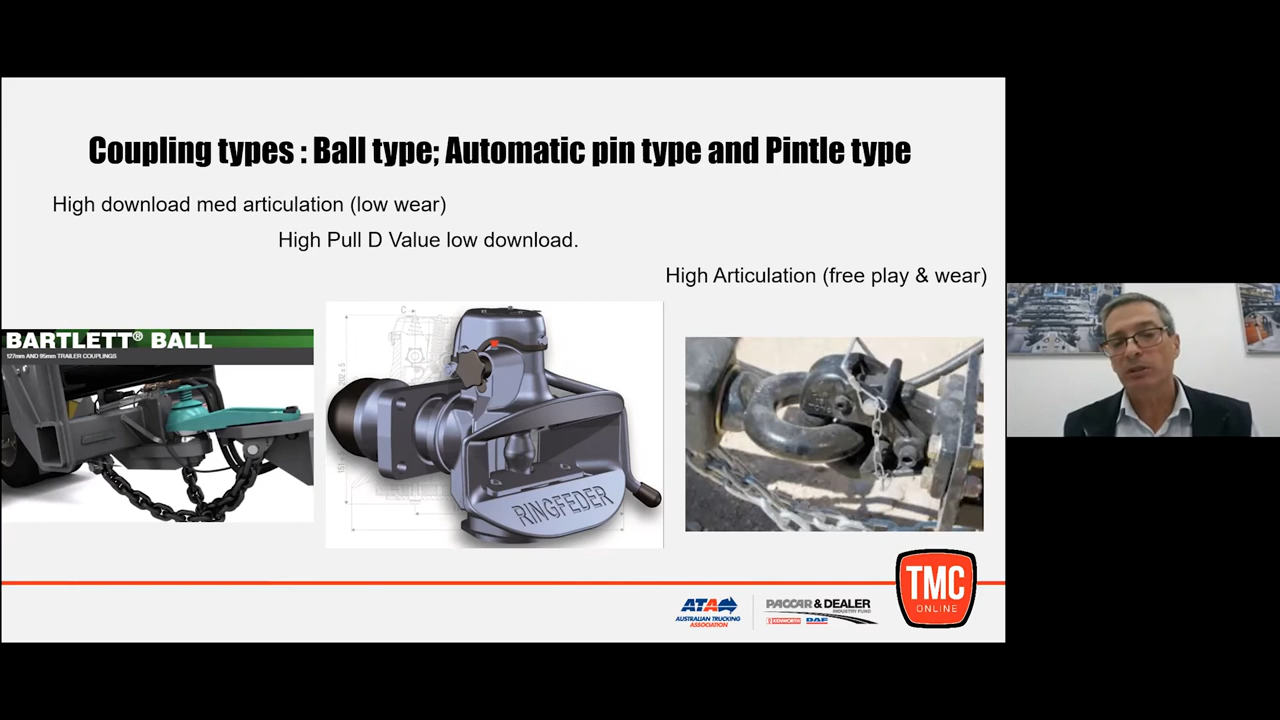 Coupling types : Ball type; Automatic pin type and Pintle type
High download med articulation (low wear)
High Pull D Value low download.
High Articulation (free play & wear)
BARTLETT® BALL
127mm AND 95mm TRAILER COUPLINGS
C
RINGFEDER
TMC
ONLINE
ATA
AUSTRALIAN TRUCKING
ASSOCIATION
PACCAR & DEALER
INDUSTRY FUND
KENWORTH DAF